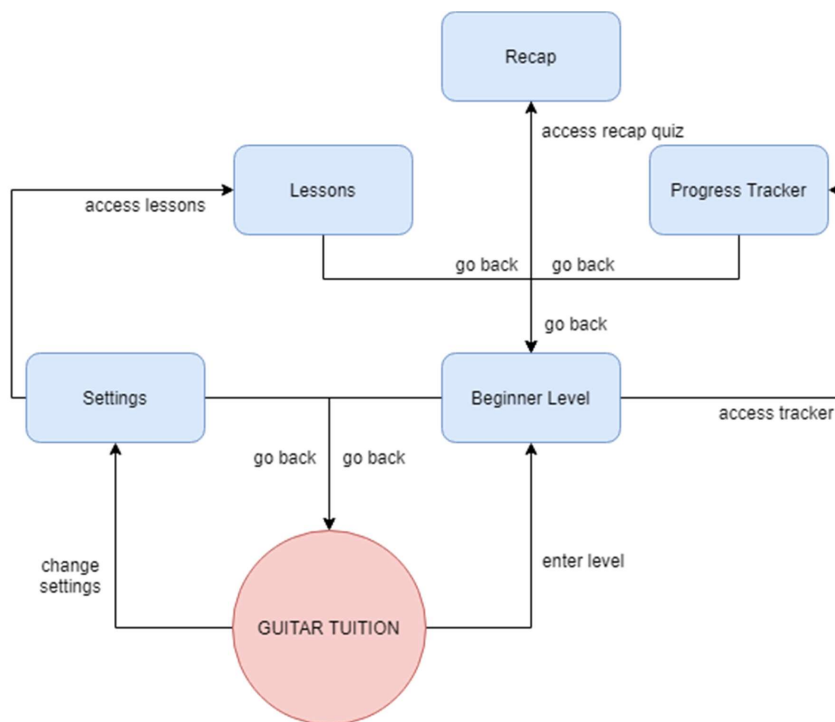 Recap
access recap quiz
Lessons
Progress Tracker
access lessons
go back
go back
go back
Settings
Beginner Level
access tracker
go back
go back
change
settings
enter level
GUITAR TUITION